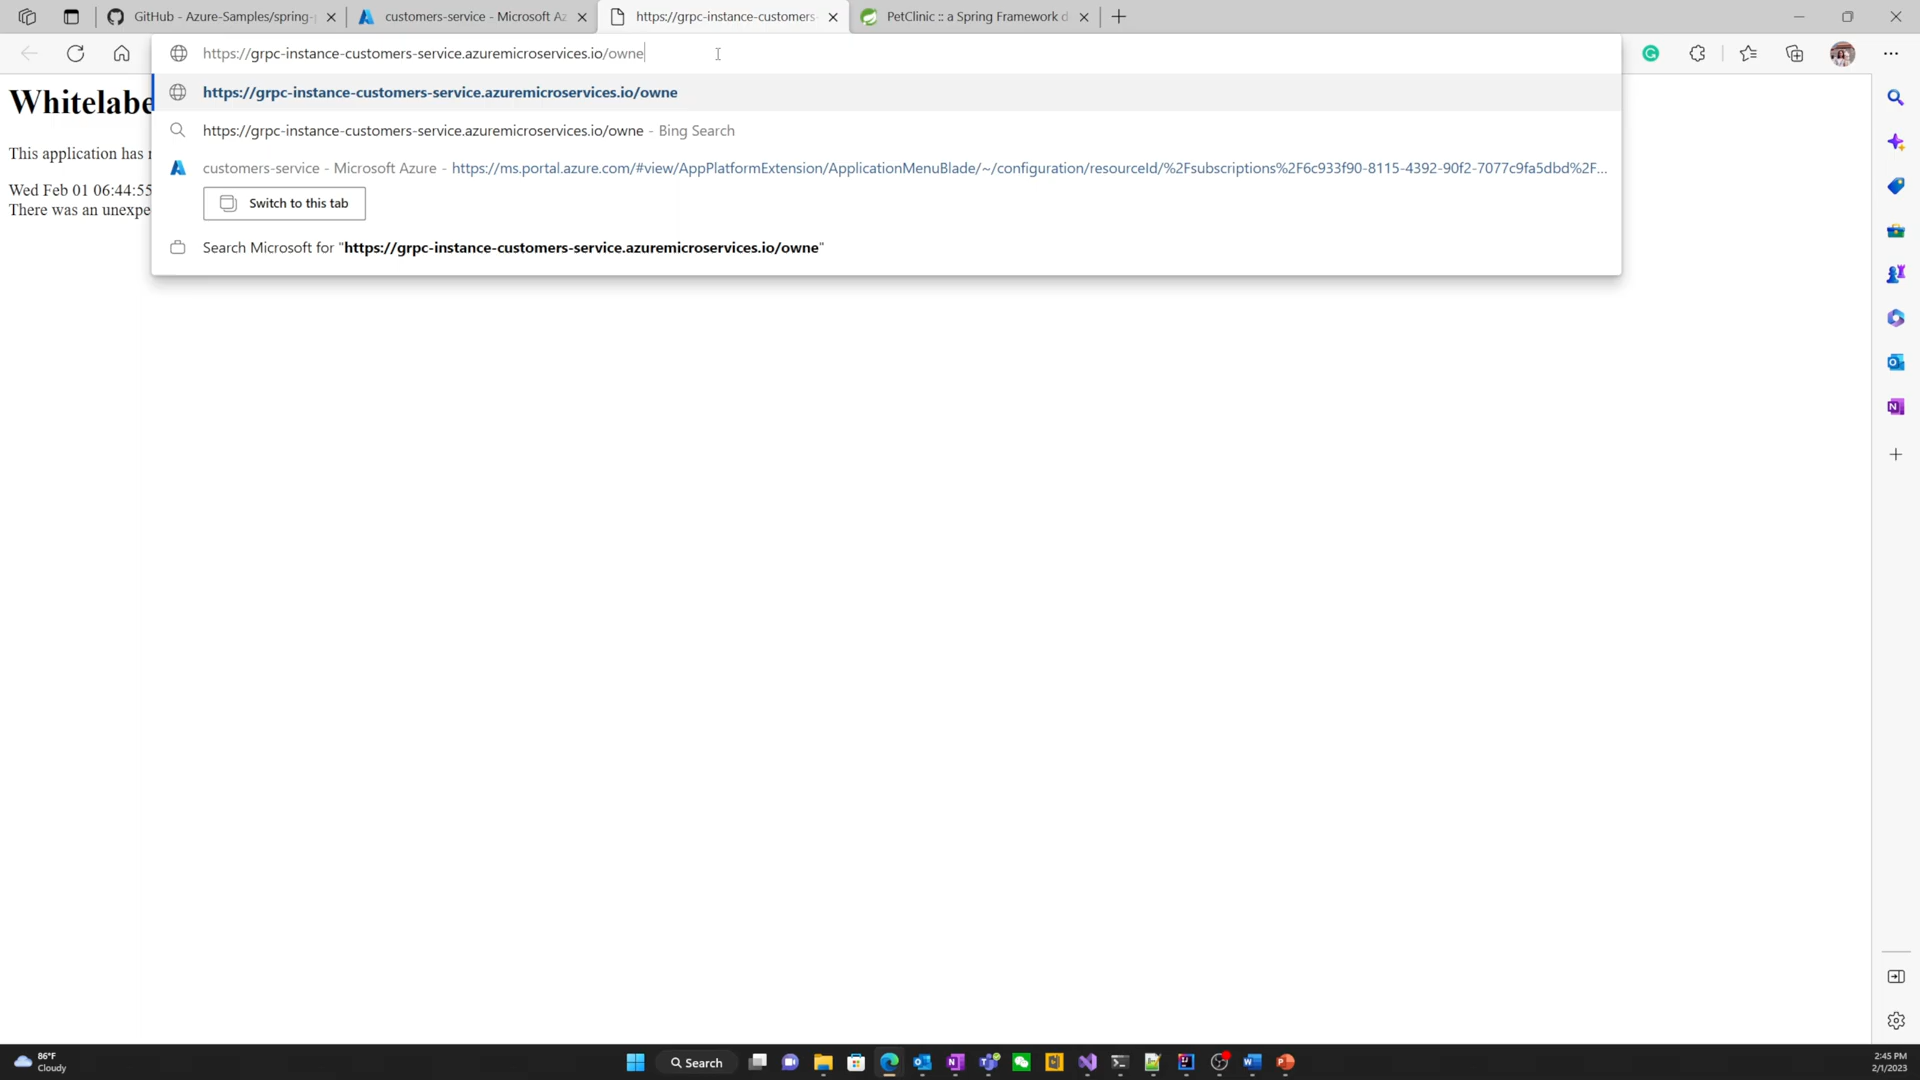 GitHub - Azure-Samples/spring-
customers-service - Microsoft Az
https://grpc-instance-customers-
PetClinic :: a Spring Framework d
https://grpc-instance-customers-service.azuremicroservices.io/owne
https://grpc-instance-customers-service.azuremicroservices.io/owne
https://grpc-instance-customers-service.azuremicroservices.io/owne - Bing Search
customers-service - Microsoft Azure - https://ms.portal.azure.com/#view/AppPlatformExtension/ApplicationMenuBlade/~/configuration/resourceId/%2Fsubscriptions%2F6c933f90-8115-4392-90f2-7077c9fa5dbd%2F...
Switch to this tab
Search Microsoft for "https://grpc-instance-customers-service.azuremicroservices.io/owne"
Whitelabe
This application has
Wed Feb 01 06:44:55
There was an unexpe
86°F
Cloudy
Search
2:45 PM
2/1/2023